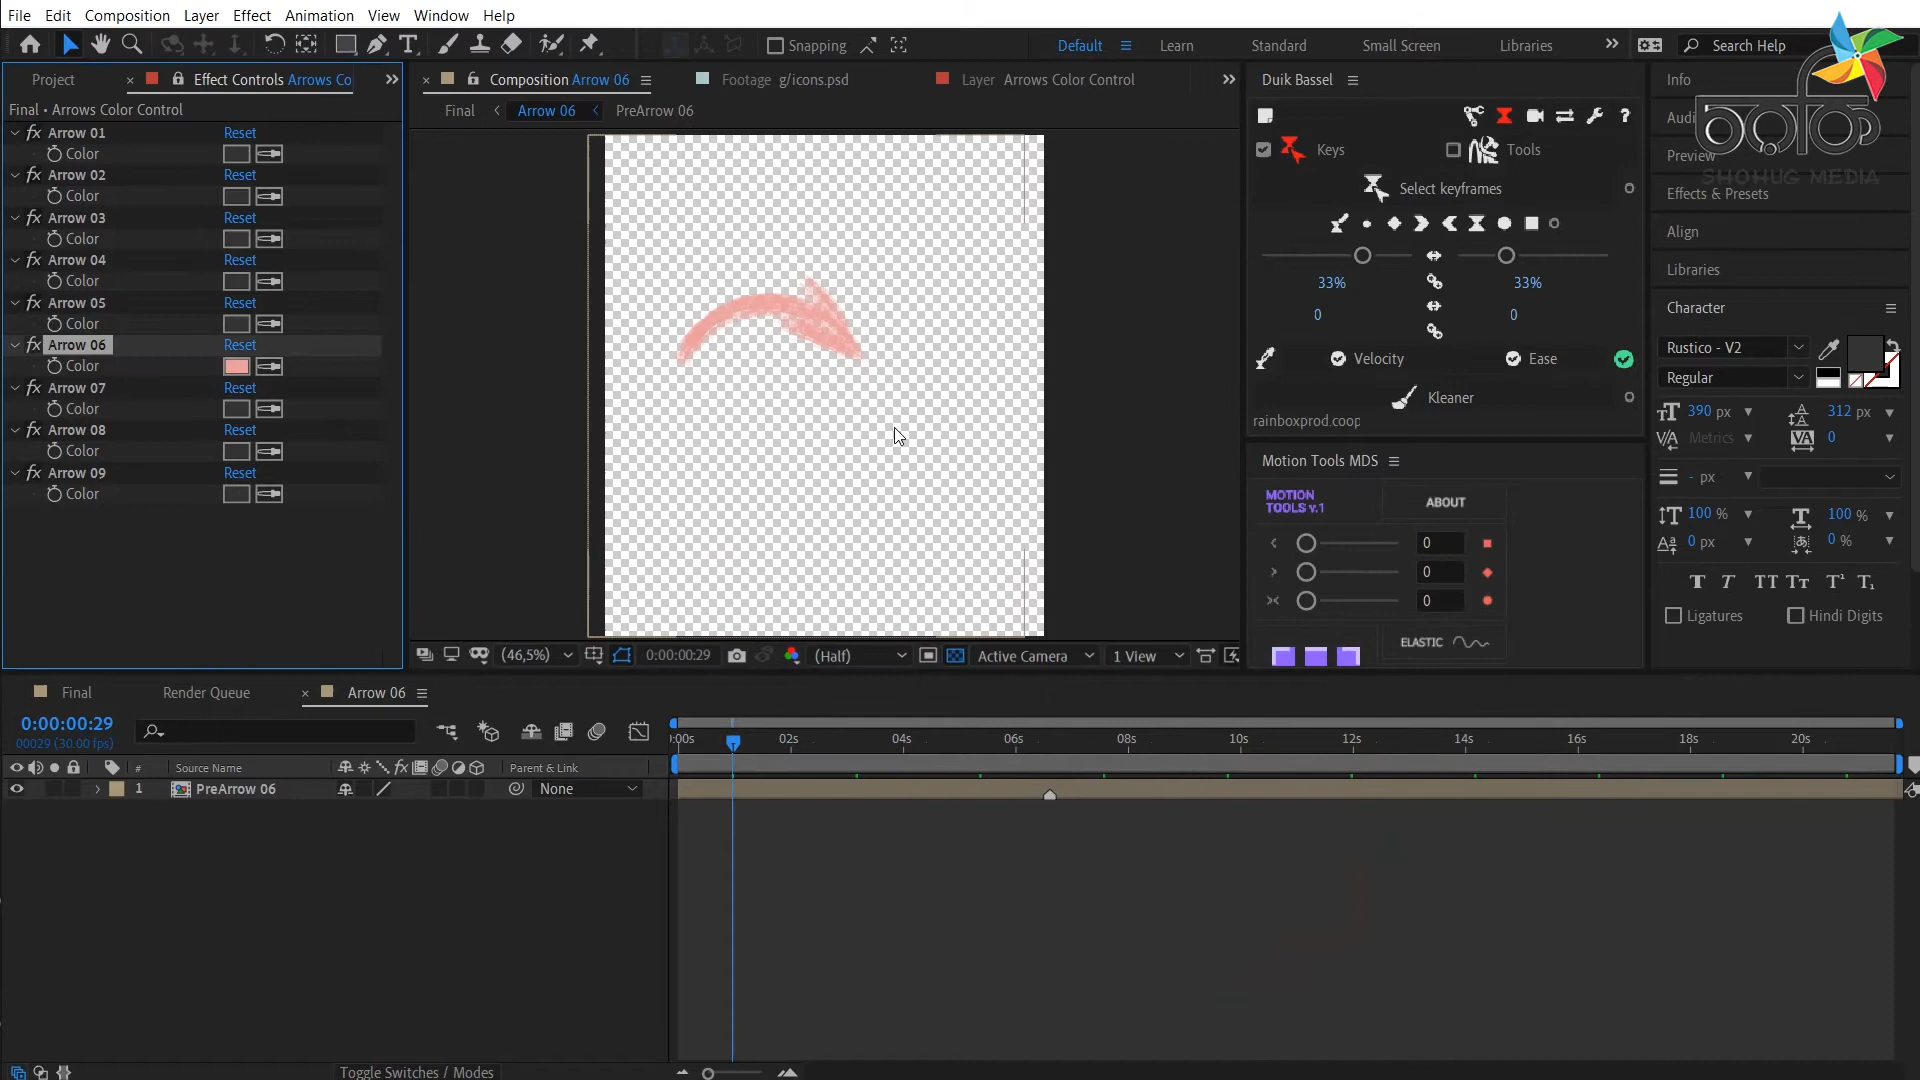 File Edit Composition Layer Effect Animation View Window Help
Snapping Default Learn Standard Small Screen Libraries Search Help
Project Effect Controls Arrows Co
Composition Arrow 06 Footage g/icons.psd Layer Arrows Color Control
Duik Bassel
Info
Final • Arrows Color Control
Final Arrow 06 PreArrow 06
Arrow 01 Reset
Color
Arrow 02 Reset
Color
Arrow 03 Reset
Color
Arrow 04 Reset
Color
Arrow 05 Reset
Color
Arrow 06 Reset
Color
Arrow 07 Reset
Color
Arrow 08 Reset
Color
Arrow 09 Reset
Color
(46,5%) 0:00:00:29 (Half) Active Camera 1 View
Keys Tools
Select keyframes
33% 33%
0 0
Velocity Ease
Kleaner
rainboxprod.coop
Motion Tools MDS
MOTION
TOOLS v.1
ABOUT
0
0
0
ELASTIC
Preview
SHOHUG MEDIA
Effects & Presets
Align
Libraries
Character
Rustico - V2
Regular
390 px 312 px
Metrics 0
- px
100 % 100 %
0 px 0 %
T T TT Tt T¹ T₁
Ligatures Hindi Digits
Final Render Queue Arrow 06
0:00:00:29
00029 (30.00 fps)
:00s 02s 04s 06s 08s 10s 12s 14s 16s 18s 20s
# Source Name Parent & Link
1 PreArrow 06 None
Toggle Switches / Modes